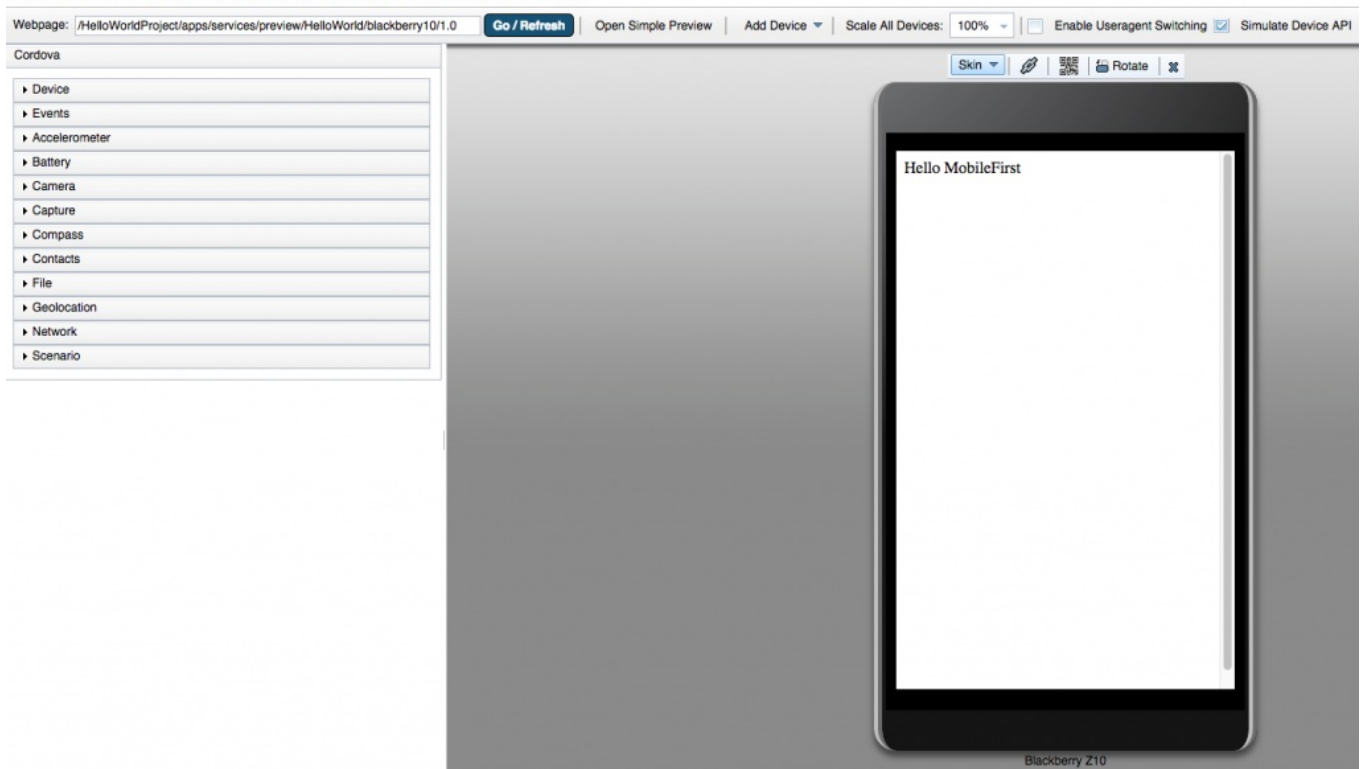 Webpage: /HelloWorldProject/apps/services/preview/HelloWorld/blackberry10/1.0 Go / Refresh Open Simple Preview Add Device Scale All Devices: 100% Enable Useragent Switching Simulate Device API
Cordova
Skin Rotate
Device
Events
Accelerometer
Battery
Camera
Capture
Compass
Contacts
File
Geolocation
Network
Scenario
Hello MobileFirst
Blackberry Z10